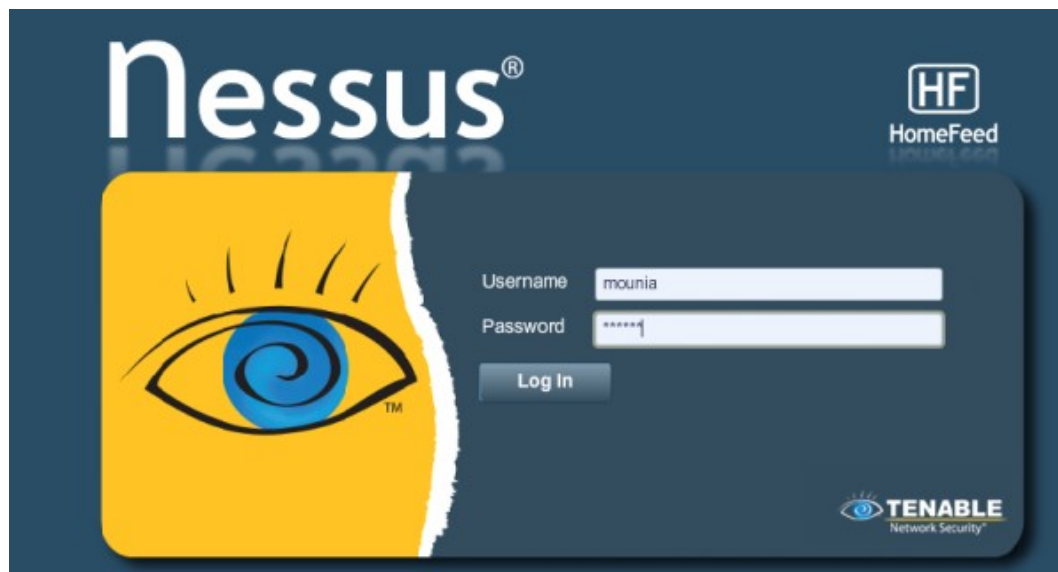 nessus®
HF
HomeFeed
Username mounia
Password ******
Log In
TM
TENABLE
Network Security®